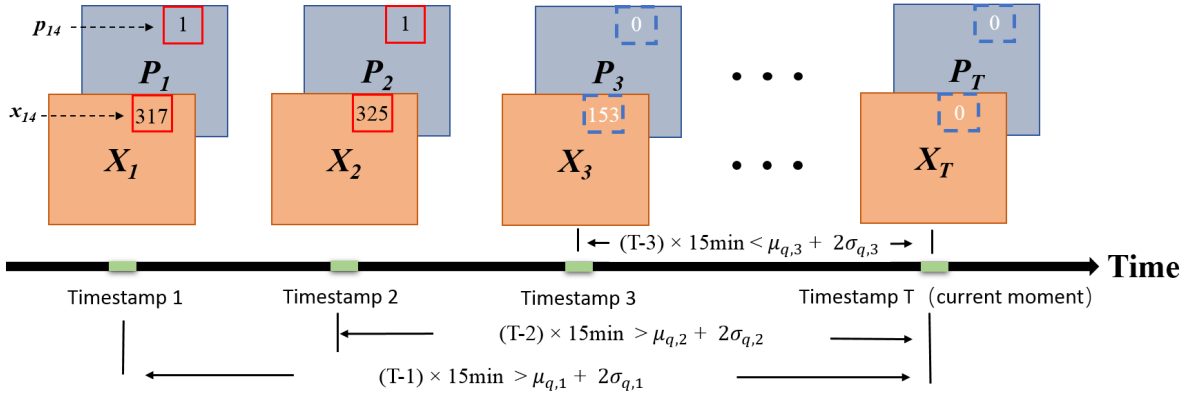 p14 1 1 0 0
P1 P2 P3 • • • PT
x14 317 325 153 0
X1 X2 X3 • • • XT
(T-3) × 15min < μq,3 + 2σq,3
Time
Timestamp 1 Timestamp 2 Timestamp 3 Timestamp T (current moment)
(T-2) × 15min > μq,2 + 2σq,2
(T-1) × 15min > μq,1 + 2σq,1